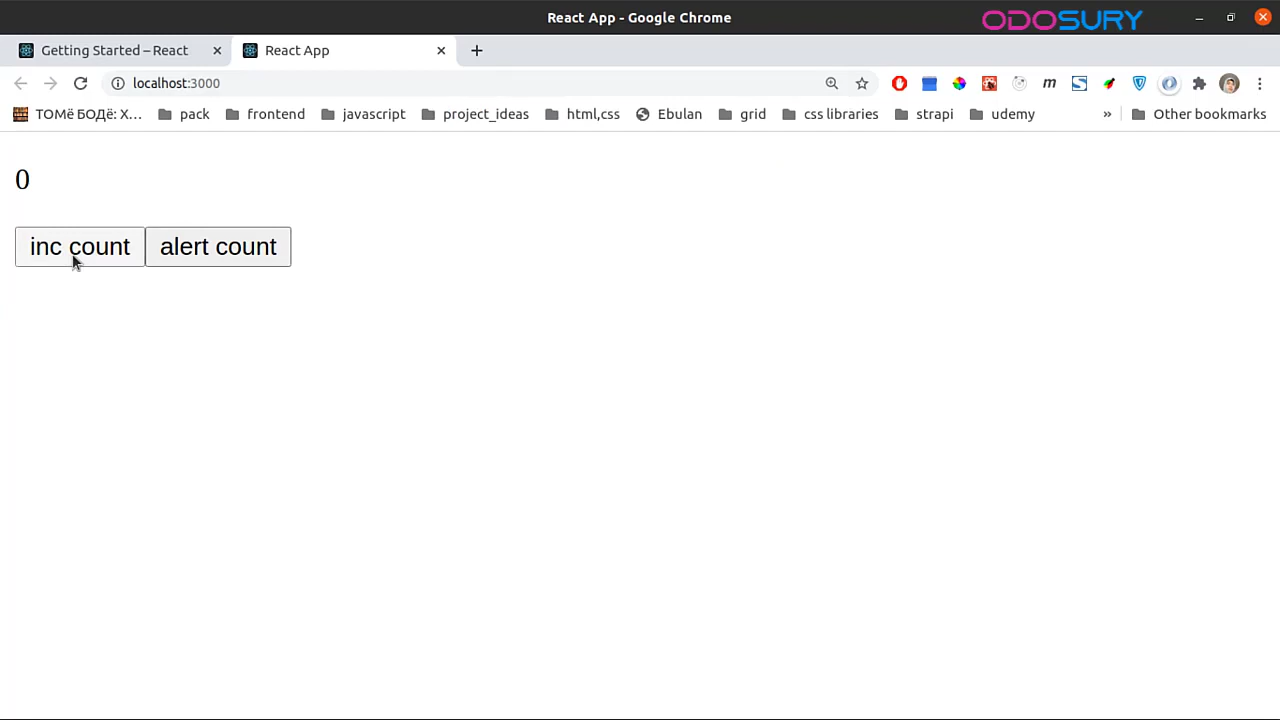 React App - Google Chrome
ODOSURY
Getting Started – React
React App
localhost:3000
ТОМё БОДё: Х...
pack
frontend
javascript
project_ideas
html,css
Ebulan
grid
css libraries
strapi
udemy
»
Other bookmarks
0
inc count
alert count